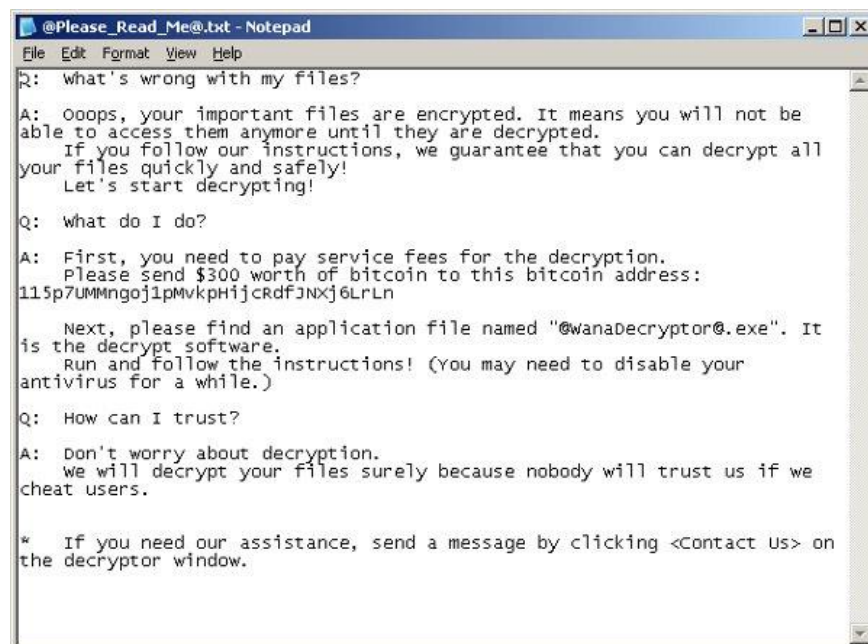 @Please_Read_Me@.txt - Notepad
File Edit Format View Help
Q: What's wrong with my files?
A: Ooops, your important files are encrypted. It means you will not be
able to access them anymore until they are decrypted.
If you follow our instructions, we guarantee that you can decrypt all
your files quickly and safely!
Let's start decrypting!
Q: What do I do?
A: First, you need to pay service fees for the decryption.
Please send $300 worth of bitcoin to this bitcoin address:
115p7UMMngoj1pMvkpHijcRdfJNXj6LrLn
Next, please find an application file named "@WanaDecryptor@.exe". It
is the decrypt software.
Run and follow the instructions! (You may need to disable your
antivirus for a while.)
Q: How can I trust?
A: Don't worry about decryption.
We will decrypt your files surely because nobody will trust us if we
cheat users.
* If you need our assistance, send a message by clicking <Contact Us> on
the decryptor window.